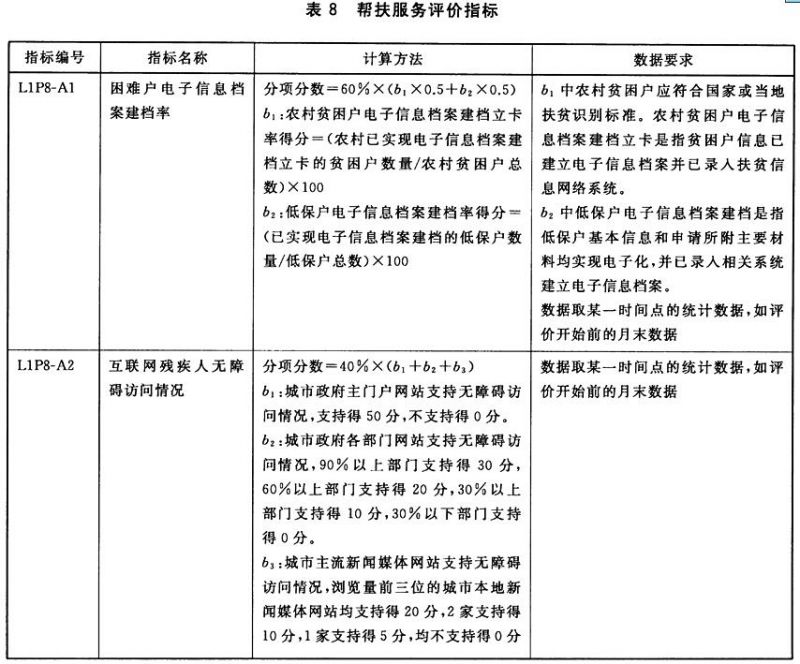 表 8 帮扶服务评价指标
指标编号 指标名称 计算方法 数据要求
L1P8-A1
困难户电子信息档
案建档率
分项分数=60%×(b₁×0.5+b₂×0.5)
b₁:农村贫困户电子信息档案建档立卡
率得分=(农村已实现电子信息档案建
档立卡的贫困户数量/农村贫困户总
数)×100
b₂:低保户电子信息档案建档率得分=
(已实现电子信息档案建档的低保户数
量/低保户总数)×100
b₁ 中农村贫困户应符合国家或当地
扶贫识别标准。农村贫困户电子信
息档案建档立卡是指贫困户信息已
建立电子信息档案并已录入扶贫信
息网络系统。
b₂ 中低保户电子信息档案建档是指
低保户基本信息和申请所附主要材
料均实现电子化,并已录入相关系统
建立电子信息档案。
数据取某一时间点的统计数据,如评
价开始前的月末数据
L1P8-A2
互联网残疾人无障
碍访问情况
分项分数=40%×(b₁+b₂+b₃)
b₁:城市政府主门户网站支持无障碍访
问情况,支持得 50 分,不支持得 0 分。
b₂:城市政府各部门网站支持无障碍访
问情况,90%以上部门支持得 30 分,
60%以上部门支持得 20 分,30%以上
部门支持得 10 分,30%以下部门支持
得 0 分。
b₃:城市主流新闻媒体网站支持无障碍
访问情况,浏览量前三位的城市本地新
闻媒体网站均支持得 20 分,2 家支持得
10 分,1 家支持得 5 分,均不支持得 0 分
数据取某一时间点的统计数据,如评
价开始前的月末数据